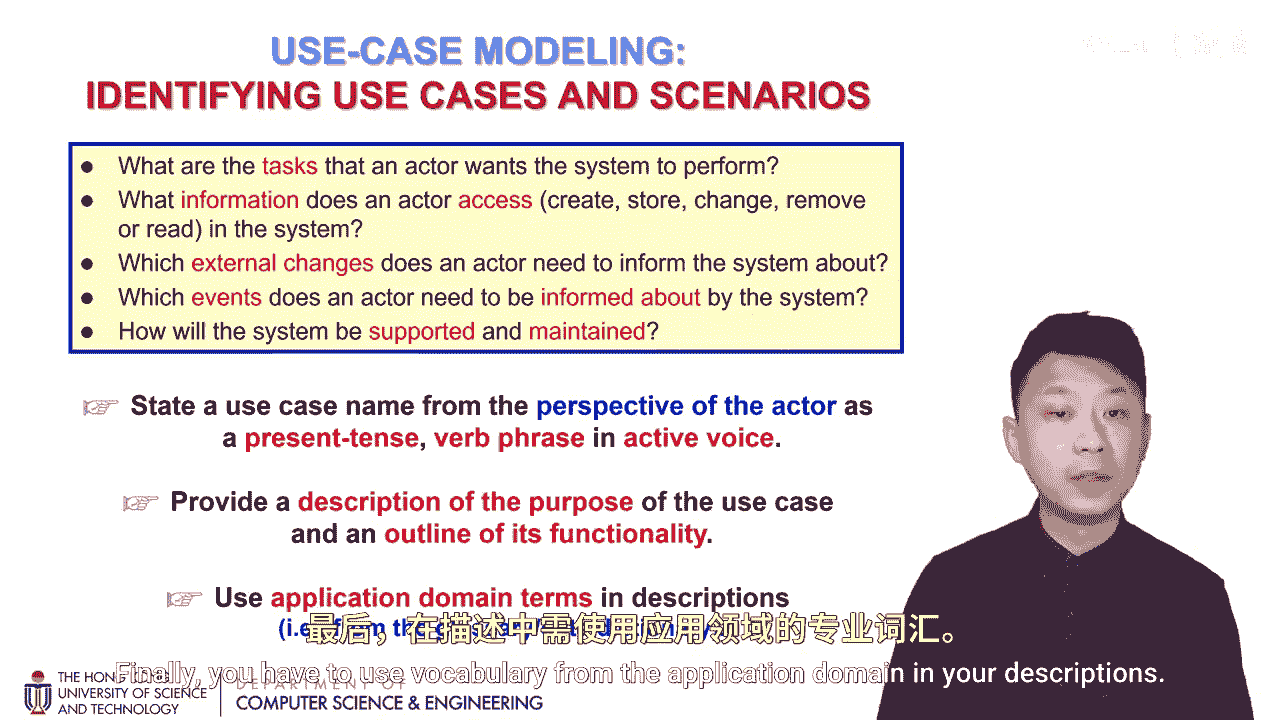 USE-CASE MODELING:
IDENTIFYING USE CASES AND SCENARIOS
● What are the tasks that an actor wants the system to perform?
● What information does an actor access (create, store, change, remove
or read) in the system?
● Which external changes does an actor need to inform the system about?
● Which events does an actor need to be informed about by the system?
● How will the system be supported and maintained?
☞ State a use case name from the perspective of the actor as
a present-tense, verb phrase in active voice.
☞ Provide a description of the purpose of the use case
and an outline of its functionality.
☞ Use application domain terms in descriptions
最后，在描述中需使用应用领域的专业词汇。
Finally, you have to use vocabulary from the application domain in your descriptions.
THE HONG KONG
UNIVERSITY OF SCIENCE
AND TECHNOLOGY
DEPARTMENT OF
COMPUTER SCIENCE & ENGINEERING